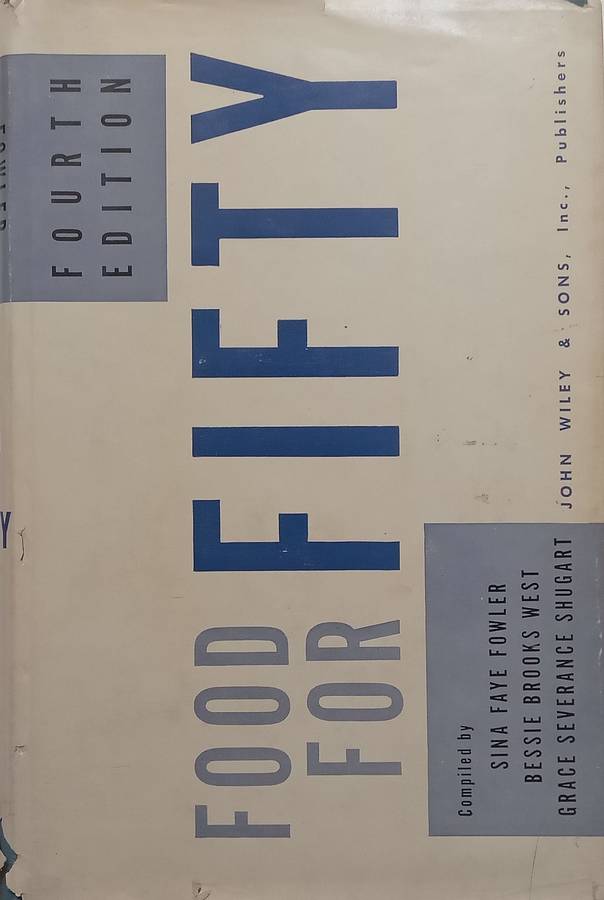 FOURTH
EDITION
FOOD
FOR
FIFTY
Compiled by
SINA FAYE FOWLER
BESSIE BROOKS WEST
GRACE SEVERANCE SHUGART
JOHN WILEY & SONS, Inc., Publishers